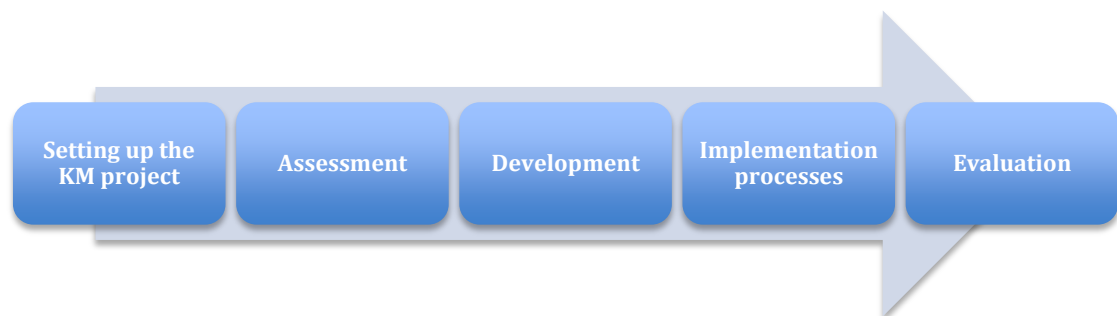 Setting up the
KM project
Assessment
Development
Implementation
processes
Evaluation